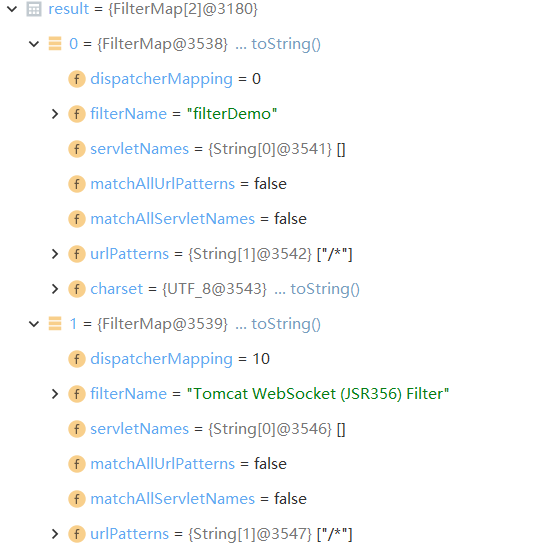 result = {FilterMap[2]@3180}
0 = {FilterMap@3538} ... toString()
f dispatcherMapping = 0
f filterName = "filterDemo"
f servletNames = {String[0]@3541} []
f matchAllUrlPatterns = false
f matchAllServletNames = false
f urlPatterns = {String[1]@3542} ["/*"]
f charset = {UTF_8@3543} ... toString()
1 = {FilterMap@3539} ... toString()
f dispatcherMapping = 10
f filterName = "Tomcat WebSocket (JSR356) Filter"
f servletNames = {String[0]@3546} []
f matchAllUrlPatterns = false
f matchAllServletNames = false
f urlPatterns = {String[1]@3547} ["/*"]